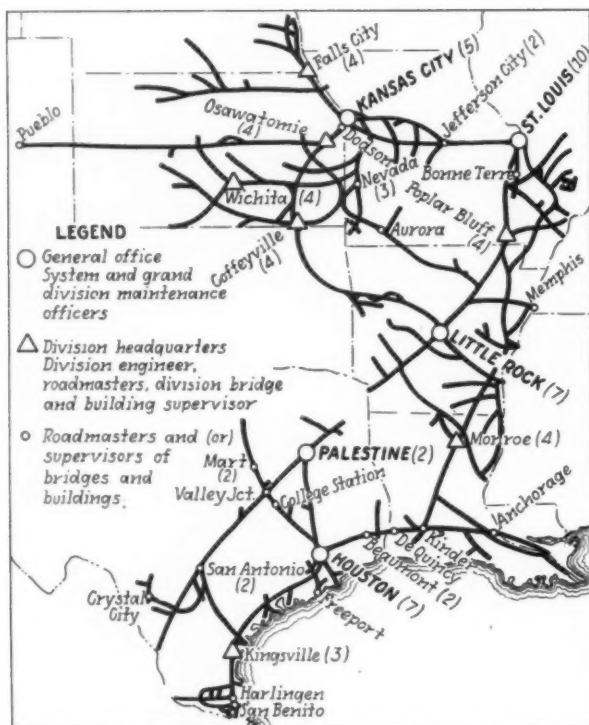 Falls City
(4)
KANSAS CITY (5)
Jefferson City (2)
ST. LOUIS (10)
Pueblo
Osawatomie
(4)
Dodson
Nevada
(3)
Bonne Terre
Poplar Bluff
(4)
Wichita (4)
Coffeyville
(4)
Aurora
Memphis
LITTLE ROCK (7)
LEGEND
General office
System and grand
division maintenance
officers
Division headquarters
Division engineer,
roadmasters, division bridge
and building supervisor
Roadmasters and (or)
supervisors of
bridges and
buildings.
Monroe (4)
PALESTINE (2)
Mart
(2)
Valley Jct.
College Station
Anchorage
Kinder
DeQuincy
Beaumont (2)
HOUSTON (7)
San Antonio
(2)
Freeport
Crystal
City
Kingsville (3)
Harlingen
San Benito